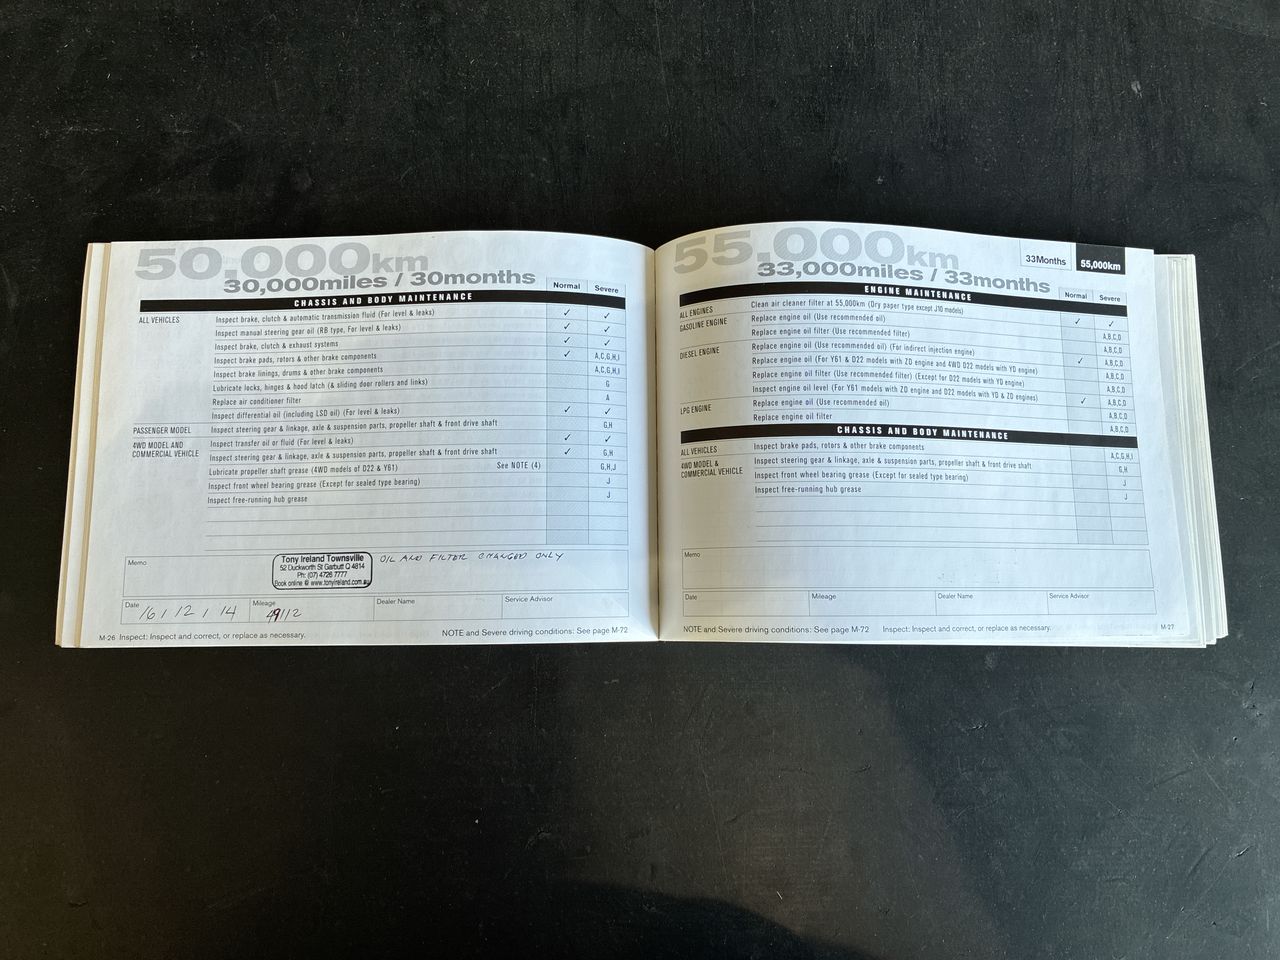 50,000km
30,000miles / 30months
Normal Severe
CHASSIS AND BODY MAINTENANCE
ALL VEHICLES Inspect brake, clutch & automatic transmission fluid (For level & leaks) ✓ ✓
Inspect manual steering gear oil (RB type, For level & leaks) ✓ ✓
Inspect brake, clutch & exhaust systems ✓ ✓
Inspect brake pads, rotors & other brake components ✓ A,C,G,H,I
Inspect brake linings, drums & other brake components A,C,G,H,I
Lubricate locks, hinges & hood latch (& sliding door rollers and links) G
Replace air conditioner filter A
Inspect differential oil (including LSD oil) (For level & leaks) ✓ ✓
PASSENGER MODEL Inspect steering gear & linkage, axle & suspension parts, propeller shaft & front drive shaft G,H
4WD MODEL AND COMMERCIAL VEHICLE Inspect transfer oil or fluid (For level & leaks) ✓ ✓
Inspect steering gear & linkage, axle & suspension parts, propeller shaft & front drive shaft ✓ G,H
Lubricate propeller shaft grease (4WD models of D22 & Y61) See NOTE (4) G,H,J
Inspect front wheel bearing grease (Except for sealed type bearing) J
Inspect free-running hub grease J
Memo
Tony Ireland Townsville
52 Duckworth St Garbutt Q 4814
Ph: (07) 4726 7777
Book online @ www.tonyireland.com.au
OIL AND FILTER CHANGED ONLY
Date 16 / 12 / 14 Mileage 49112 Dealer Name Service Advisor
M-26 Inspect: Inspect and correct, or replace as necessary. NOTE and Severe driving conditions: See page M-72
55,000km
33,000miles / 33months
33Months 55,000km
Normal Severe
ENGINE MAINTENANCE
ALL ENGINES Clean air cleaner filter at 55,000km (Dry paper type except J10 models)
GASOLINE ENGINE Replace engine oil (Use recommended oil) ✓ ✓
Replace engine oil filter (Use recommended filter) A,B,C,D
DIESEL ENGINE Replace engine oil (Use recommended oil) (For indirect injection engine) A,B,C,D
Replace engine oil (For Y61 & D22 models with ZD engine and 4WD D22 models with YD engine) ✓ A,B,C,D
Replace engine oil filter (Use recommended filter) (Except for D22 models with YD engine) A,B,C,D
Inspect engine oil level (For Y61 models with ZD engine and D22 models with YD & ZD engines) A,B,C,D
LPG ENGINE Replace engine oil (Use recommended oil) ✓ A,B,C,D
Replace engine oil filter A,B,C,D
CHASSIS AND BODY MAINTENANCE
ALL VEHICLES Inspect brake pads, rotors & other brake components A,C,G,H,I
4WD MODEL & COMMERCIAL VEHICLE Inspect steering gear & linkage, axle & suspension parts, propeller shaft & front drive shaft G,H
Inspect front wheel bearing grease (Except for sealed type bearing) J
Inspect free-running hub grease J
Memo
Date Mileage Dealer Name Service Advisor
NOTE and Severe driving conditions: See page M-72 Inspect: Inspect and correct, or replace as necessary. M-27